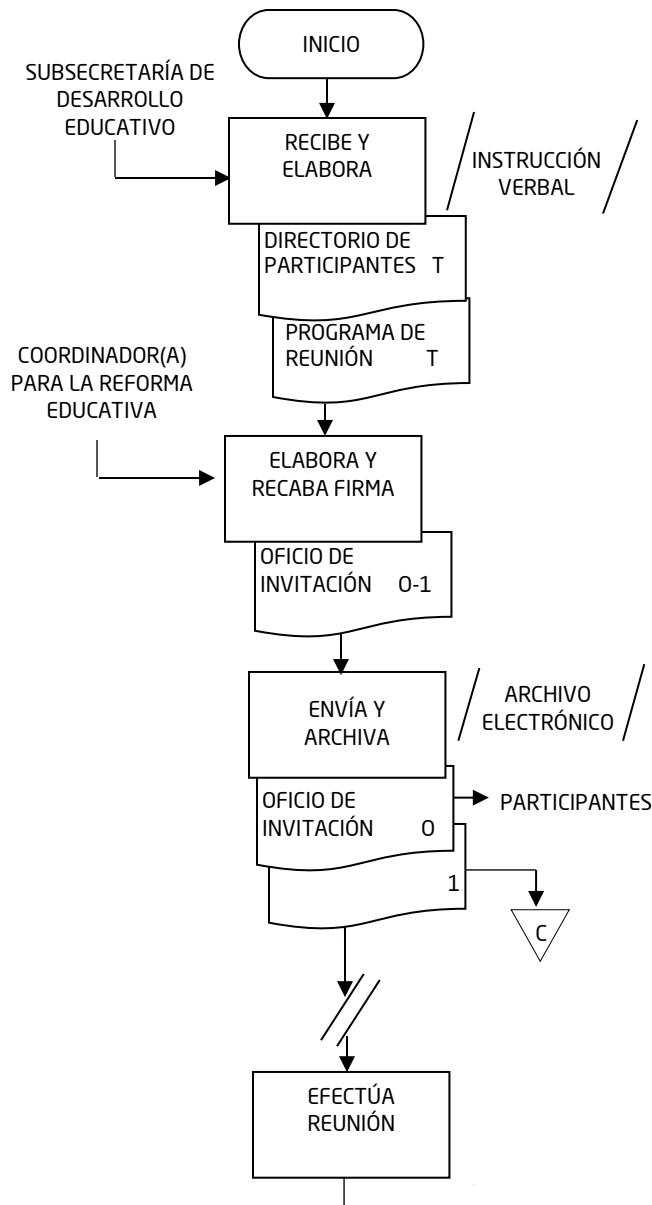 INICIO
SUBSECRETARÍA DE
DESARROLLO
EDUCATIVO
RECIBE Y
ELABORA
INSTRUCCIÓN
VERBAL
DIRECTORIO DE
PARTICIPANTES T
PROGRAMA DE
REUNIÓN T
COORDINADOR(A)
PARA LA REFORMA
EDUCATIVA
ELABORA Y
RECABA FIRMA
OFICIO DE
INVITACIÓN O-1
ENVÍA Y
ARCHIVA
ARCHIVO
ELECTRÓNICO
OFICIO DE
INVITACIÓN O
PARTICIPANTES
1
C
EFECTÚA
REUNIÓN